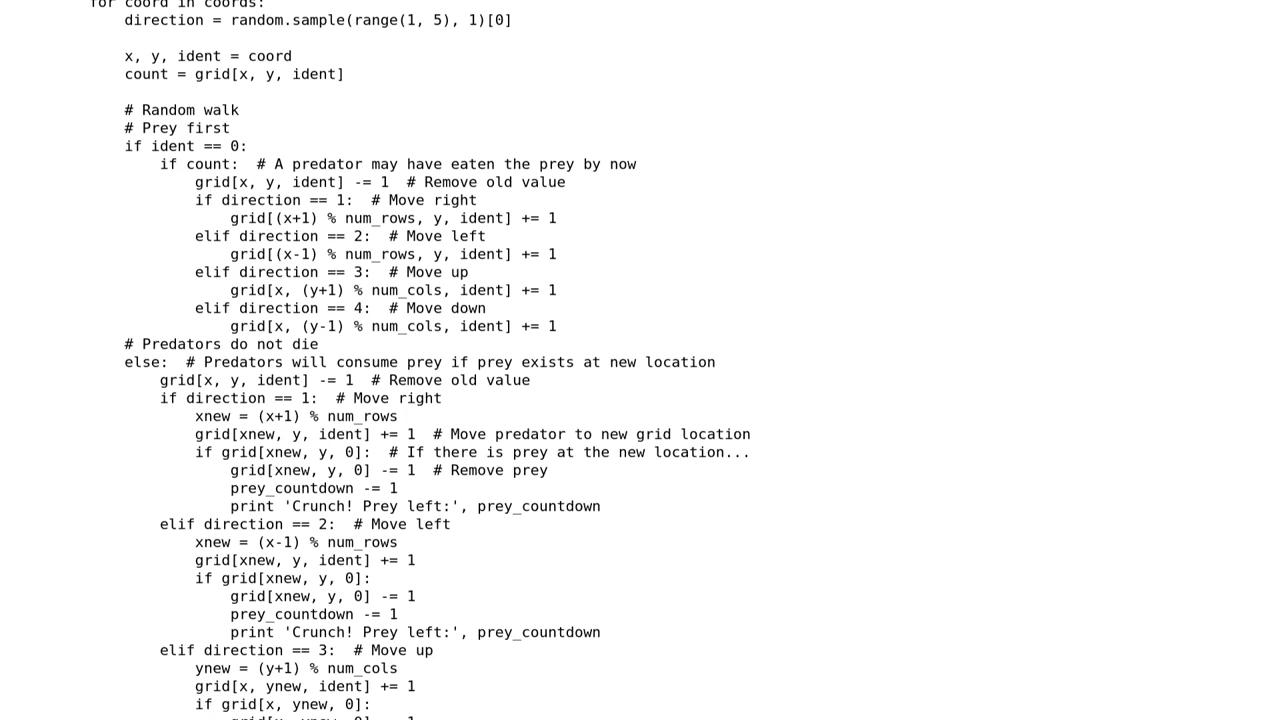 for coord in coords:
direction = random.sample(range(1, 5), 1)[0]
x, y, ident = coord
count = grid[x, y, ident]
# Random walk
# Prey first
if ident == 0:
if count:  # A predator may have eaten the prey by now
grid[x, y, ident] -= 1  # Remove old value
if direction == 1:  # Move right
grid[(x+1) % num_rows, y, ident] += 1
elif direction == 2:  # Move left
grid[(x-1) % num_rows, y, ident] += 1
elif direction == 3:  # Move up
grid[x, (y+1) % num_cols, ident] += 1
elif direction == 4:  # Move down
grid[x, (y-1) % num_cols, ident] += 1
# Predators do not die
else:  # Predators will consume prey if prey exists at new location
grid[x, y, ident] -= 1  # Remove old value
if direction == 1:  # Move right
xnew = (x+1) % num_rows
grid[xnew, y, ident] += 1  # Move predator to new grid location
if grid[xnew, y, 0]:  # If there is prey at the new location...
grid[xnew, y, 0] -= 1  # Remove prey
prey_countdown -= 1
print 'Crunch! Prey left:', prey_countdown
elif direction == 2:  # Move left
xnew = (x-1) % num_rows
grid[xnew, y, ident] += 1
if grid[xnew, y, 0]:
grid[xnew, y, 0] -= 1
prey_countdown -= 1
print 'Crunch! Prey left:', prey_countdown
elif direction == 3:  # Move up
ynew = (y+1) % num_cols
grid[x, ynew, ident] += 1
if grid[x, ynew, 0]: